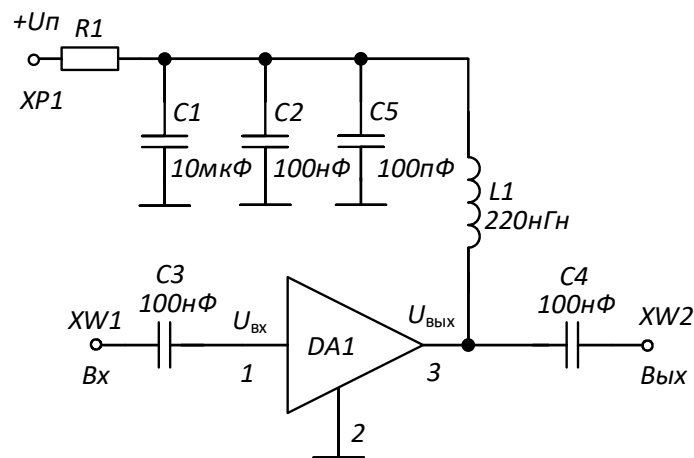 +Uп
R1
XP1
C1
10мкФ
C2
100нФ
C5
100пФ
L1
220нГн
C3
100нФ
XW1
Вх
Uвх
1
DA1
2
Uвых
3
C4
100нФ
XW2
Вых